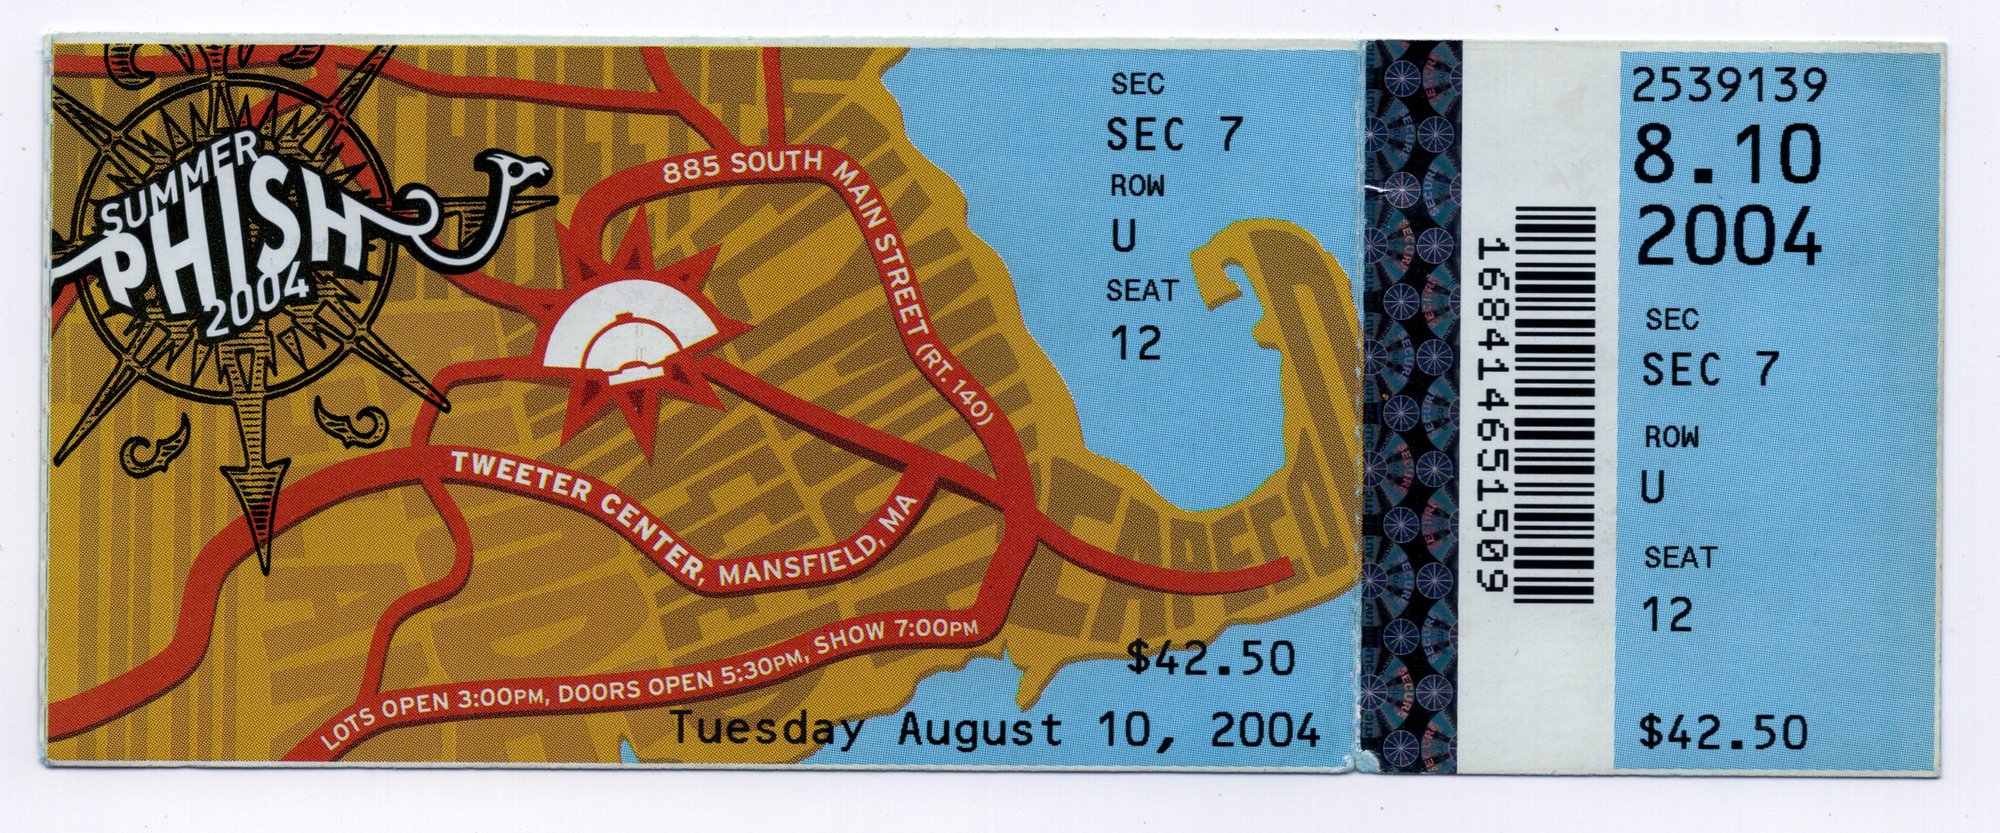 SUMMER
PHISH
2004
885 SOUTH MAIN STREET (RT. 140)
TWEETER CENTER, MANSFIELD, MA
LOTS OPEN 3:00PM, DOORS OPEN 5:30PM, SHOW 7:00PM
CAPE COD
SEC
SEC 7
ROW
U
SEAT
12
$42.50
Tuesday August 10, 2004
SECURE
16841465151509
2539139
8.10
2004
SEC
SEC 7
ROW
U
SEAT
12
$42.50